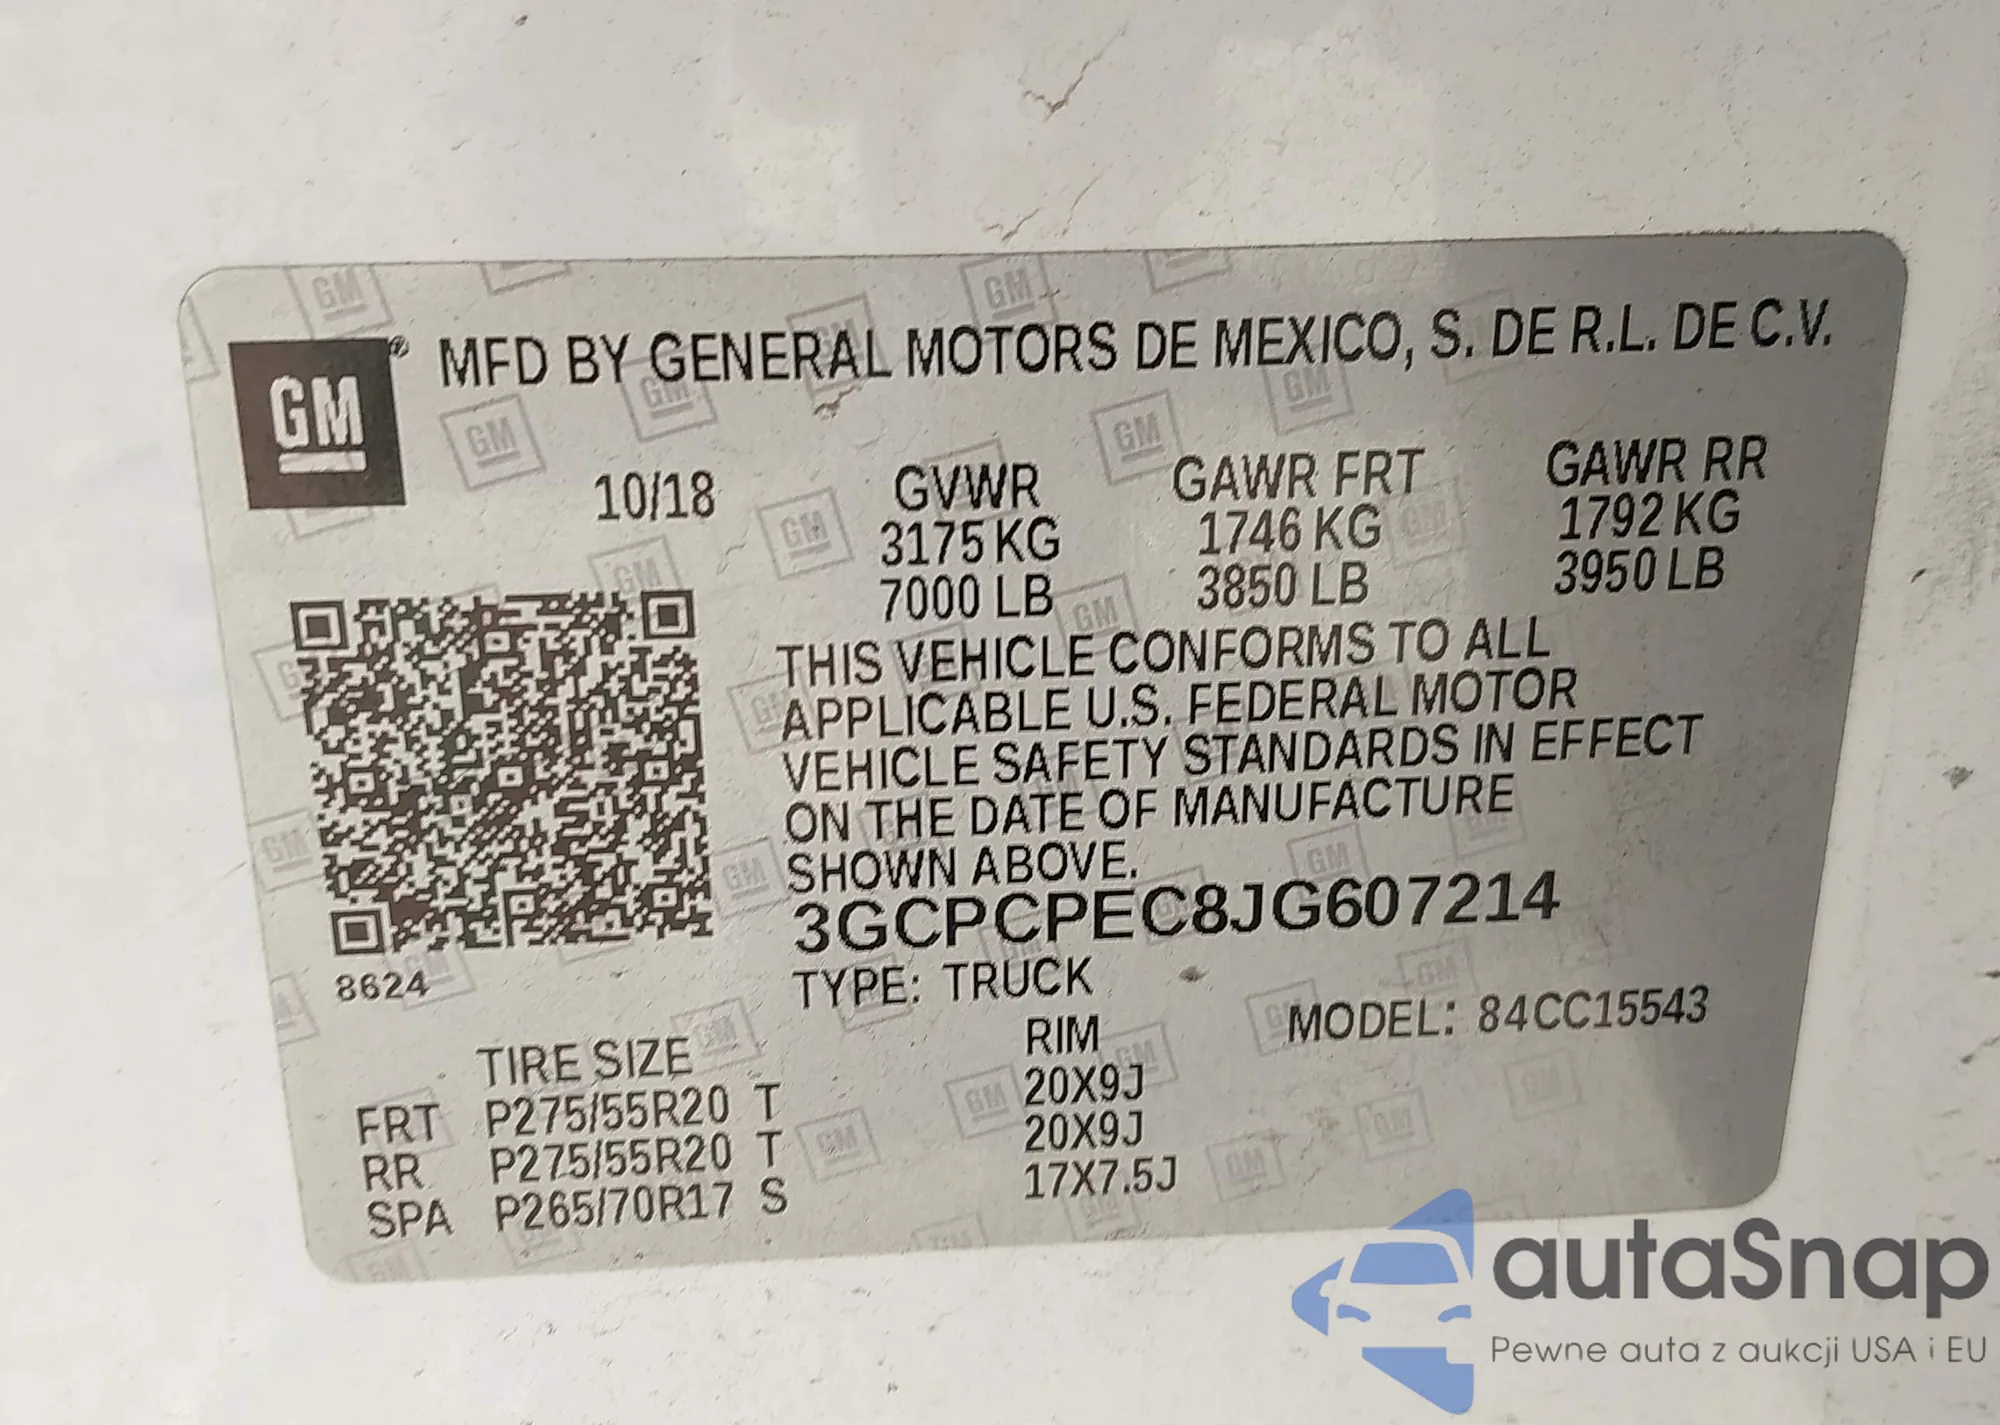 GM
® MFD BY GENERAL MOTORS DE MEXICO, S. DE R.L. DE C.V.
10/18 GVWR GAWR FRT GAWR RR
3175 KG 1746 KG 1792 KG
7000 LB 3850 LB 3950 LB
THIS VEHICLE CONFORMS TO ALL
APPLICABLE U.S. FEDERAL MOTOR
VEHICLE SAFETY STANDARDS IN EFFECT
ON THE DATE OF MANUFACTURE
SHOWN ABOVE.
3GCPCPEC8JG607214
8624
TYPE: TRUCK MODEL: 84CC15543
TIRE SIZE RIM
FRT P275/55R20 T 20X9J
RR P275/55R20 T 20X9J
SPA P265/70R17 S 17X7.5J
autaSnap
Pewne auta z aukcji USA i EU